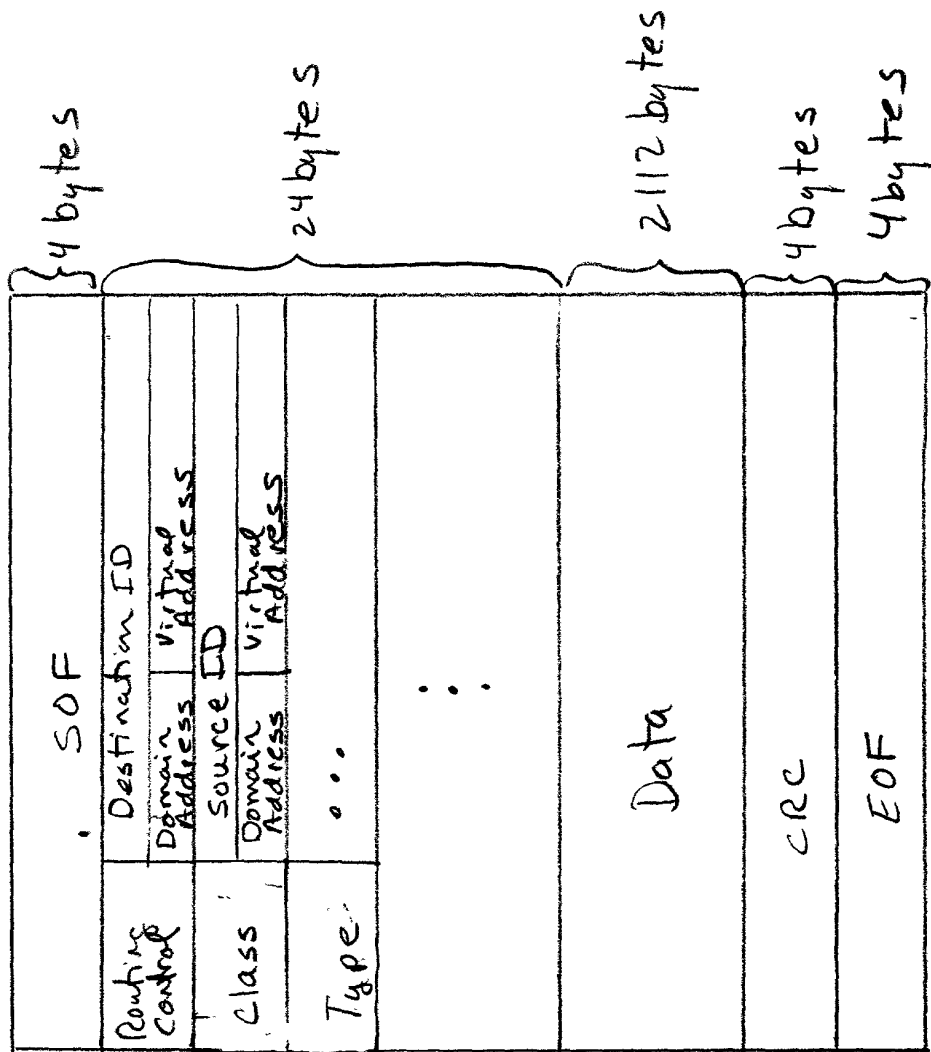 SOF
4 bytes
Routing
Control
Destination ID
Domain
Address
Virtual
Address
24 bytes
Class
Source ID
Domain
Address
Virtual
Address
Type
...
...
Data
2112 bytes
CRC
4 bytes
EOF
4 bytes